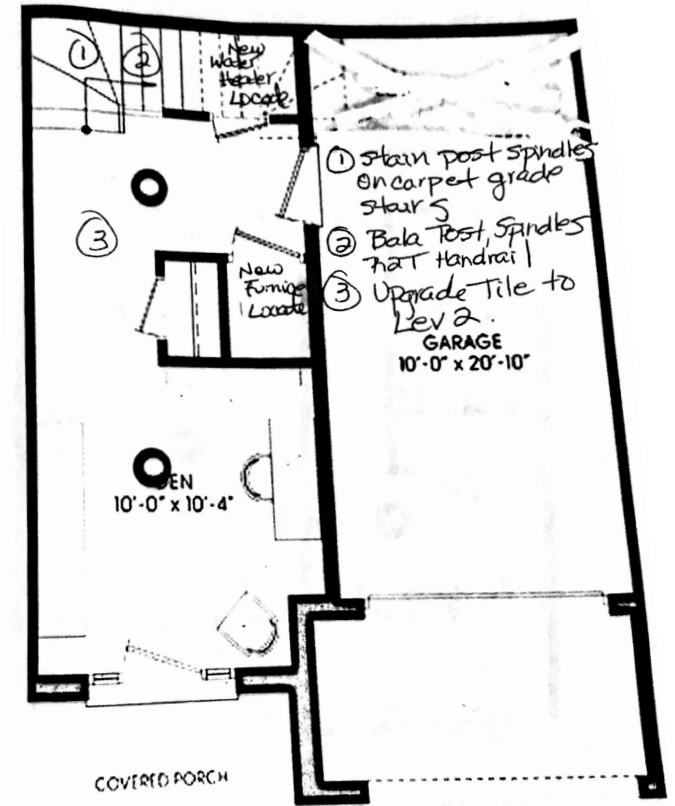 ① ②
New
Water
Heater
Locate
① Stain post Spindles
on carpet grade
stairs
② Bala Post, Spindles
Handrail
③ Upgrade Tile to
Lev 2.
③
New
Furnace
Locate
GARAGE
10'-0" x 20'-10"
DEN
10'-0" x 10'-4"
COVERED PORCH